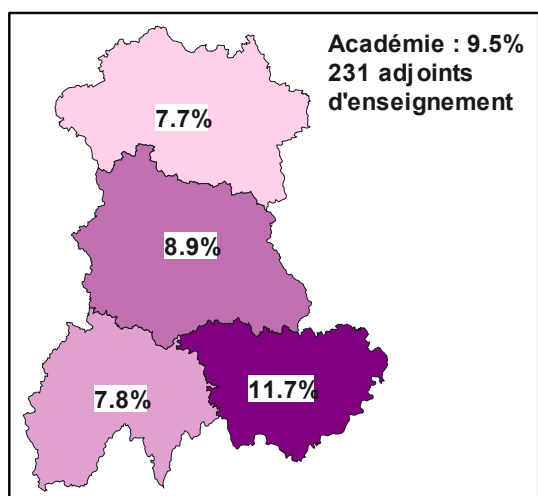 Académie : 9.5%
231 adjoints
d'enseignement
7.7%
8.9%
7.8%
11.7%